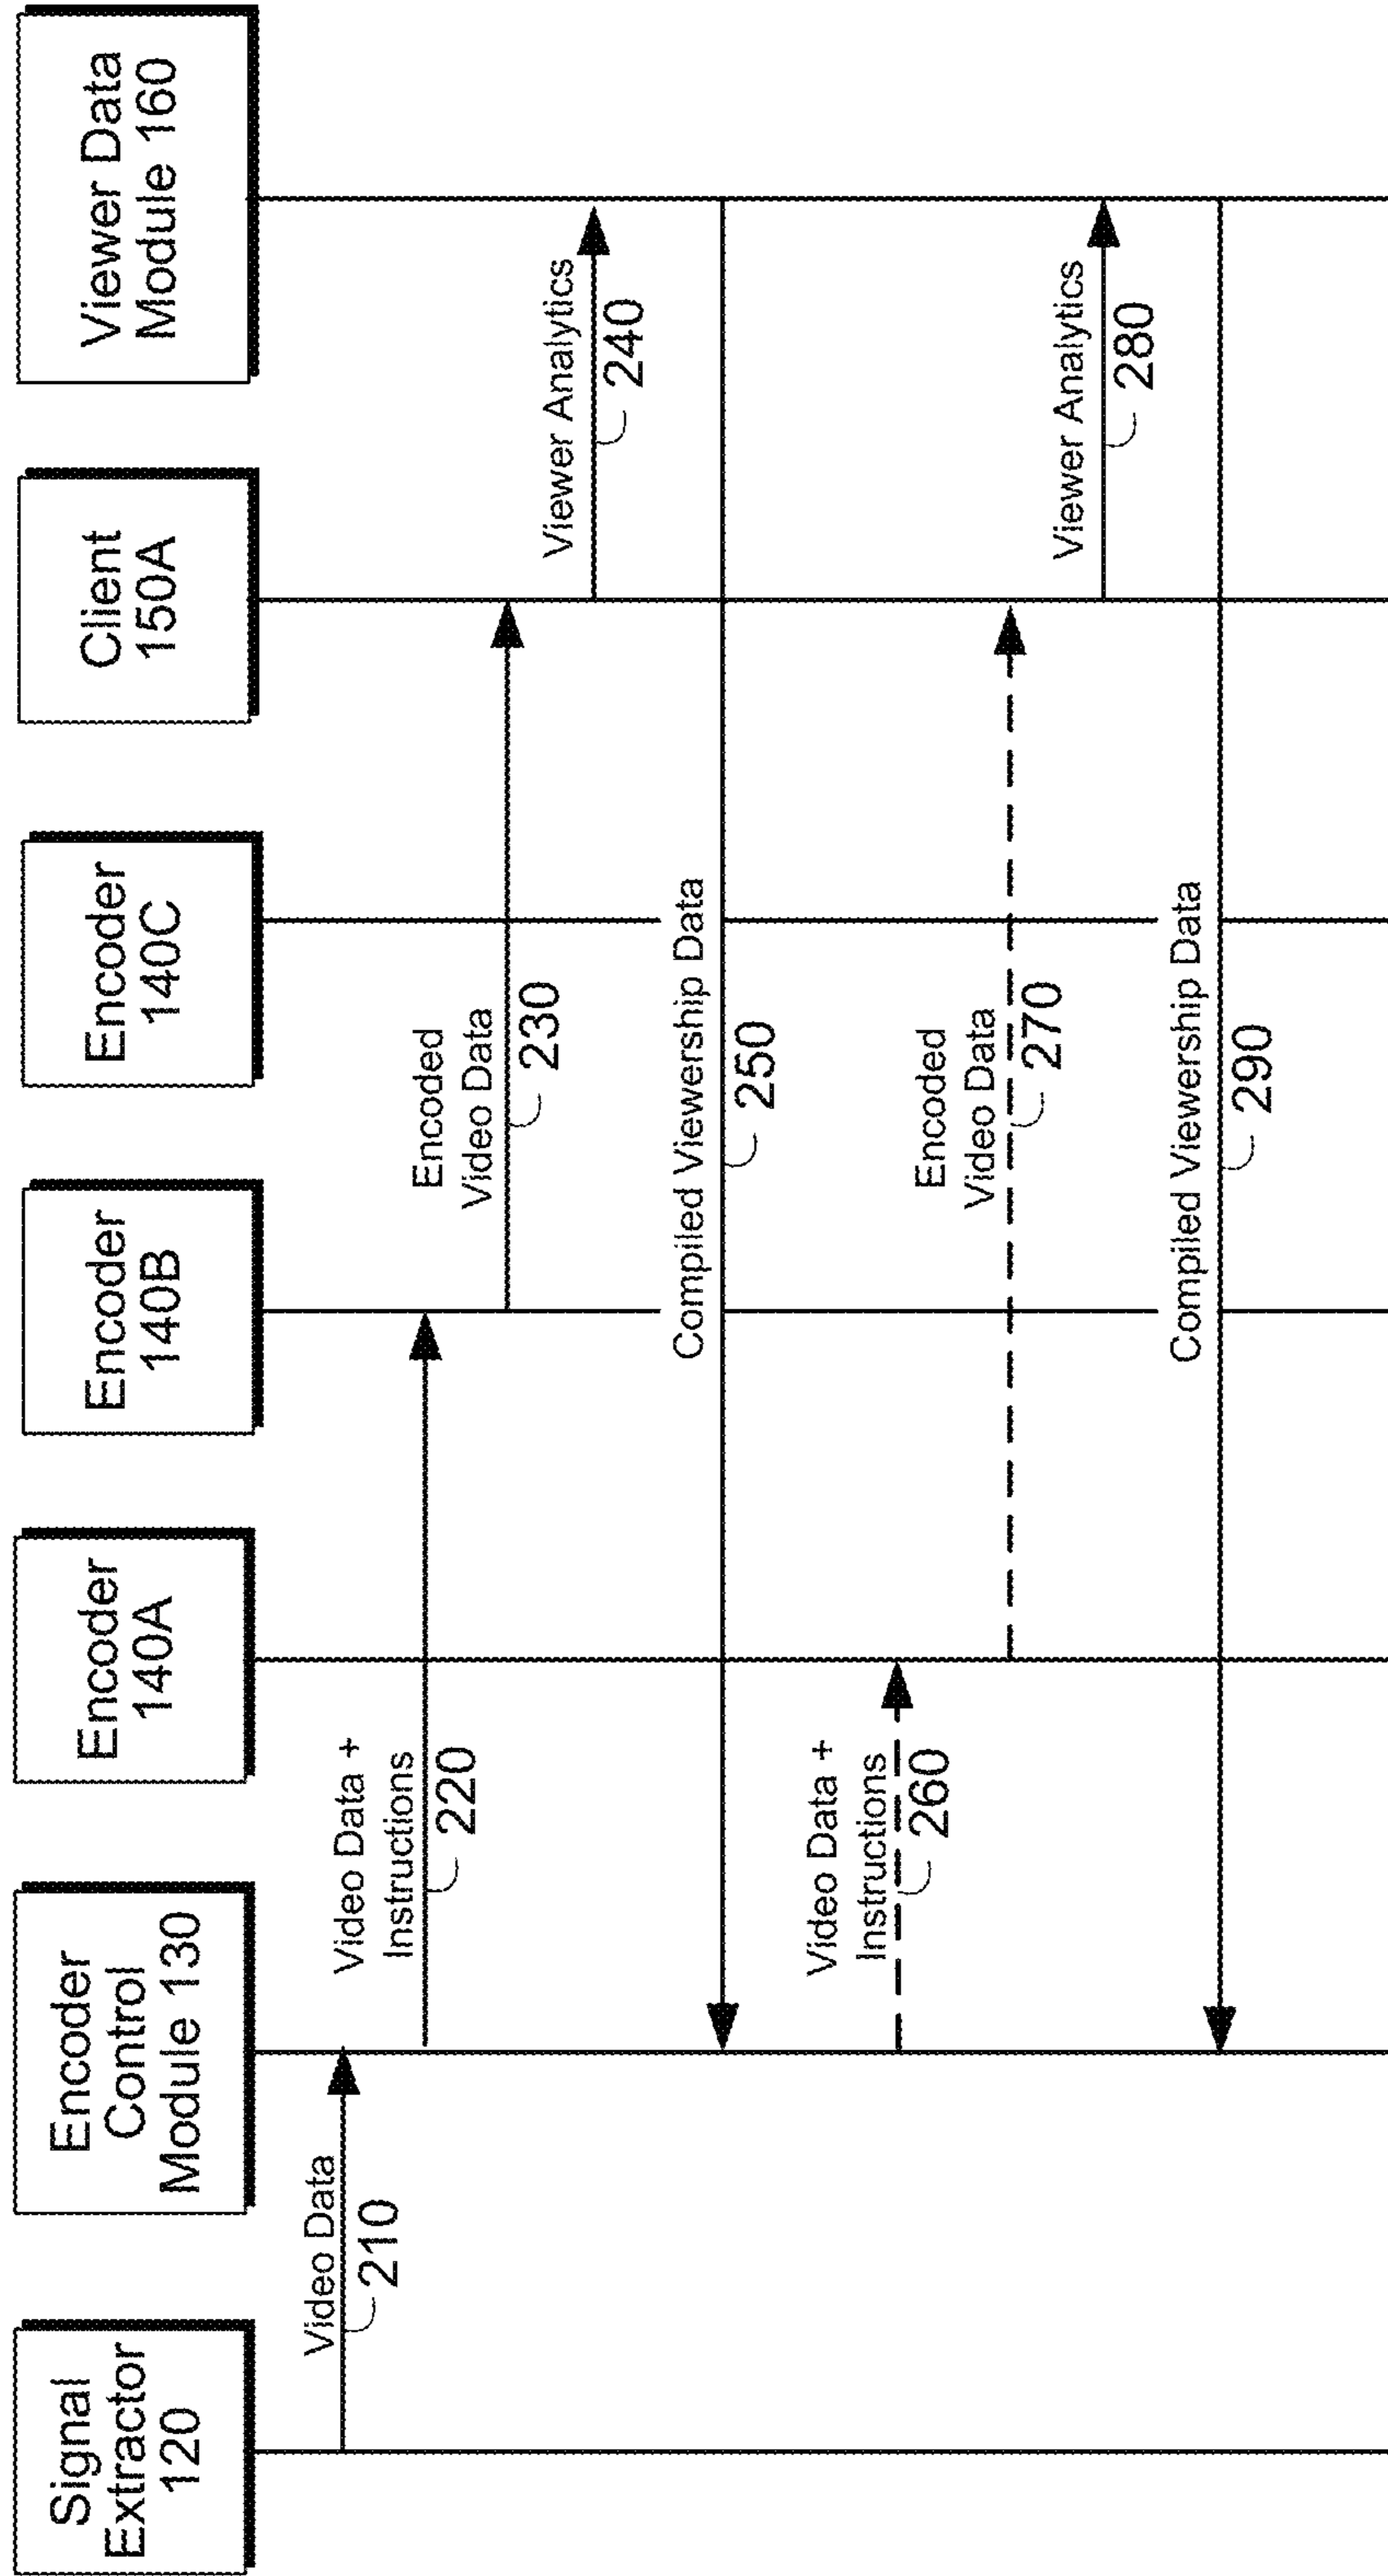 Signal
Extractor
120
Encoder
Control
Module 130
Encoder
140A
Encoder
140B
Encoder
140C
Client
150A
Viewer Data
Module 160
Video Data
210
Video Data +
Instructions
220
Encoded
Video Data
230
Viewer Analytics
240
Compiled Viewership Data
250
Video Data +
Instructions
260
Encoded
Video Data
270
Viewer Analytics
280
Compiled Viewership Data
290